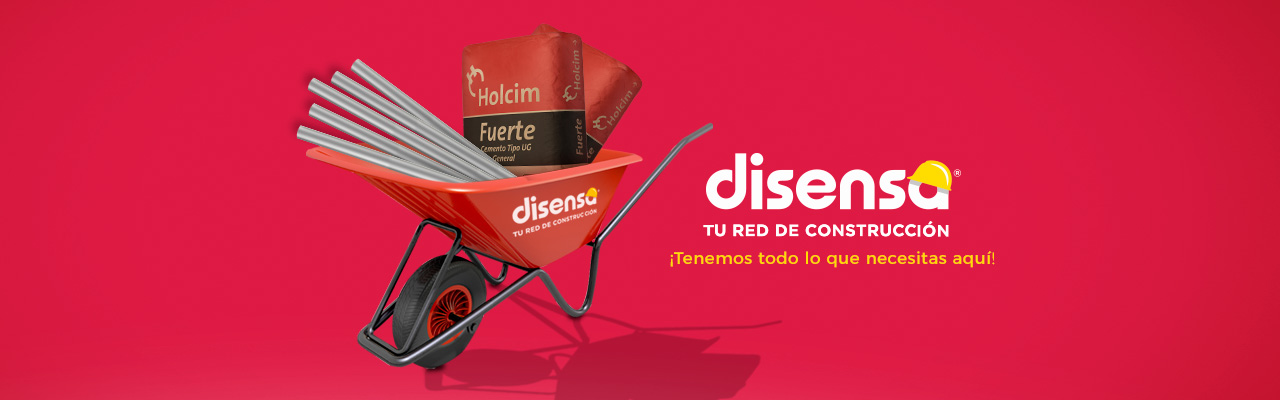 Holcim
Fuerte
Cemento Tipo UG
General
Holcim
Fuerte
Holcim
disensa
TU RED DE CONSTRUCCIÓN
disensa®
TU RED DE CONSTRUCCIÓN
¡Tenemos todo lo que necesitas aquí!